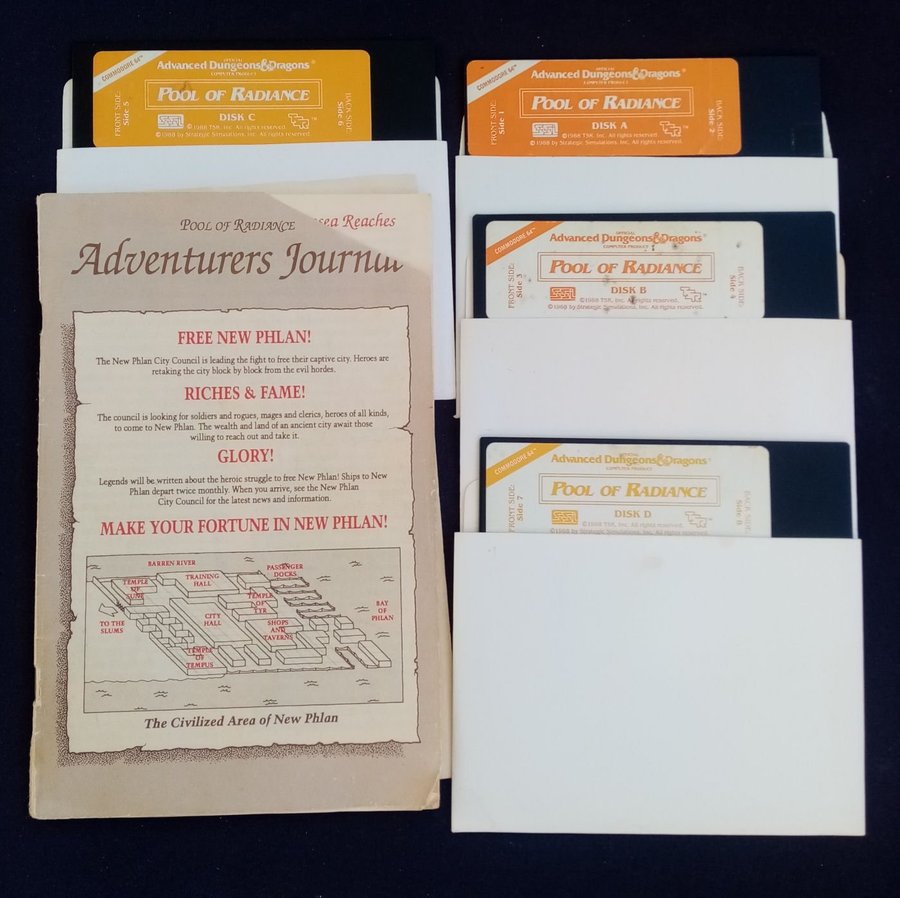 COMMODORE 64™
OFFICIAL
Advanced Dungeons&Dragons®
COMPUTER PRODUCT
FRONT SIDE:
Side 5
POOL OF RADIANCE
BACK SIDE:
Side 6
DISK C
SSI
©1988 TSR, Inc. All rights reserved.
©1988 by Strategic Simulations, Inc. All rights reserved.
TSR™
COMMODORE 64™
OFFICIAL
Advanced Dungeons&Dragons®
COMPUTER PRODUCT
FRONT SIDE:
Side 1
POOL OF RADIANCE
BACK SIDE:
Side 2
DISK A
SSI
©1988 TSR, Inc. All rights reserved.
©1988 by Strategic Simulations, Inc. All rights reserved.
TSR™
COMMODORE 64™
OFFICIAL
Advanced Dungeons&Dragons®
COMPUTER PRODUCT
FRONT SIDE:
Side 3
POOL OF RADIANCE
BACK SIDE:
Side 4
DISK B
SSI
©1988 TSR, Inc. All rights reserved.
©1988 by Strategic Simulations, Inc. All rights reserved.
TSR™
COMMODORE 64™
OFFICIAL
Advanced Dungeons&Dragons®
COMPUTER PRODUCT
FRONT SIDE:
Side 7
POOL OF RADIANCE
BACK SIDE:
Side 8
DISK D
SSI
©1988 TSR, Inc. All rights reserved.
©1988 by Strategic Simulations, Inc. All rights reserved.
TSR™
POOL OF RADIANCE
Reaches
Adventurers Journal
FREE NEW PHLAN!
The New Phlan City Council is leading the fight to free their captive city. Heroes are
retaking the city block by block from the evil hordes.
RICHES & FAME!
The council is looking for soldiers and rogues, mages and clerics, heroes of all kinds,
to come to New Phlan. The wealth and land of an ancient city await those
willing to reach out and take it.
GLORY!
Legends will be written about the heroic struggle to free New Phlan! Ships to New
Phlan depart twice monthly. When you arrive, see the New Phlan
City Council for the latest news and information.
MAKE YOUR FORTUNE IN NEW PHLAN!
BARREN RIVER
PASSENGER
DOCKS
TRAINING
HALL
TEMPLE
OF
SUNE
TEMPLE
OF
TYR
BAY
OF
PHLAN
TO THE
SLUMS
CITY
HALL
SHOPS
AND
TAVERNS
TEMPLE
OF
TEMPUS
The Civilized Area of New Phlan